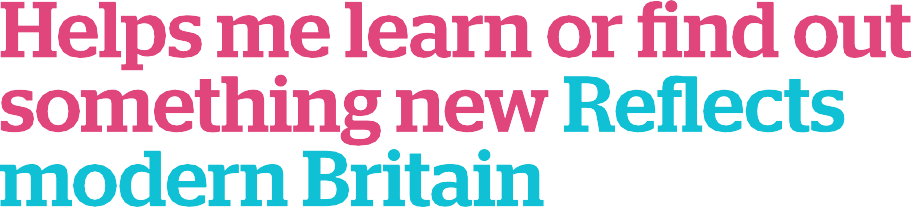 Helps me learn or find out
something new Reflects
modern Britain